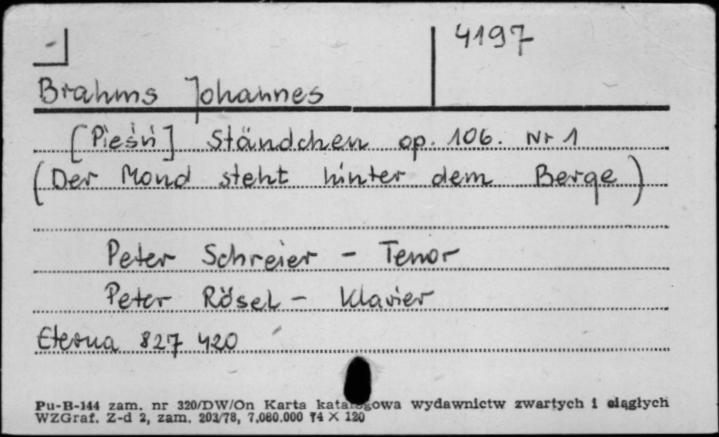 4197
Brahms Johannes
[Pieśń] Ständchen op. 106. Nr 1
(Der Mond steht hinter dem Berge)
Peter Schreier - Tenor
Peter Rösel - Klavier
Eterna 827 420
Pu-B-144 zam. nr 320/DW/On Karta katalogowa wydawnictw zwartych i ciągłych
WZGraf. Z-d 2, zam. 203/78, 7.080.000 74 X 120